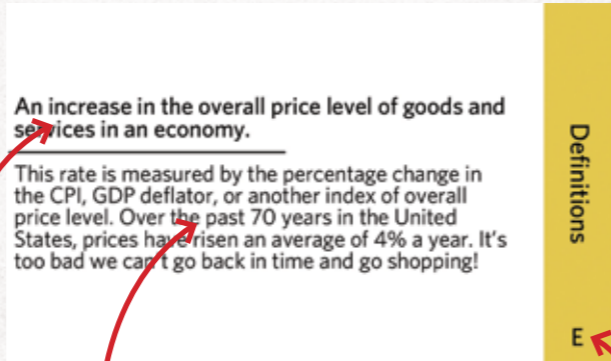 An increase in the overall price level of goods and
services in an economy.
This rate is measured by the percentage change in
the CPI, GDP deflator, or another index of overall
price level. Over the past 70 years in the United
States, prices have risen an average of 4% a year. It's
too bad we can't go back in time and go shopping!
Definitions
E